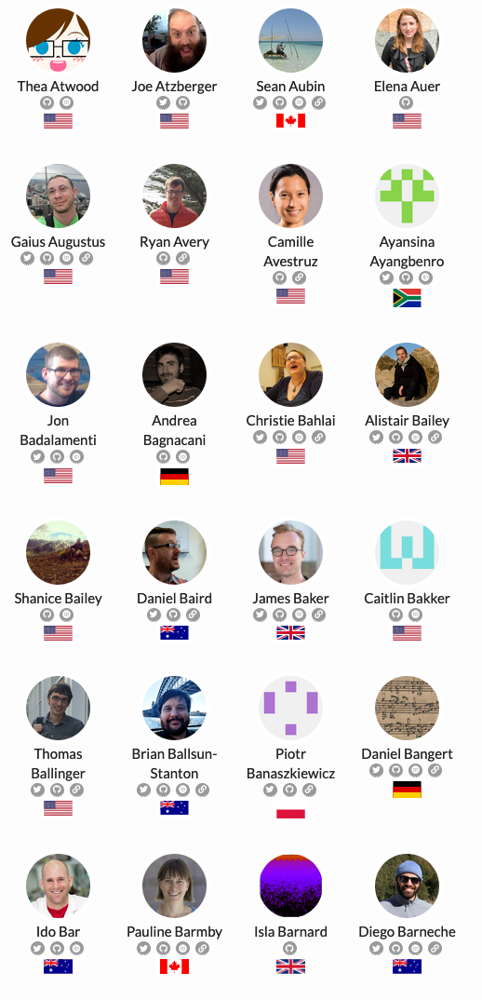 Thea Atwood
Joe Atzberger
Sean Aubin
Elena Auer
Gaius Augustus
Ryan Avery
Camille
Avestruz
Ayansina
Ayangbenro
Jon
Badalamenti
Andrea
Bagnacani
Christie Bahlai
Alistair Bailey
Shanice Bailey
Daniel Baird
James Baker
Caitlin Bakker
Thomas
Ballinger
Brian Ballsun-
Stanton
Piotr
Banaszkiewicz
Daniel Bangert
Ido Bar
Pauline Barmby
Isla Barnard
Diego Barneche